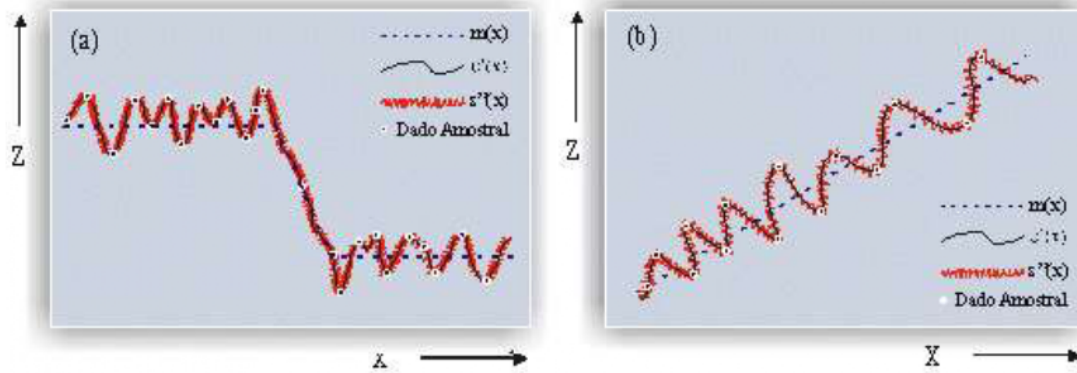 (a)
m(x)
ε'(x)
ε''(x)
Dado Amostral
Z
X
(b)
m(x)
ε'(x)
ε''(x)
Dado Amostral
Z
X